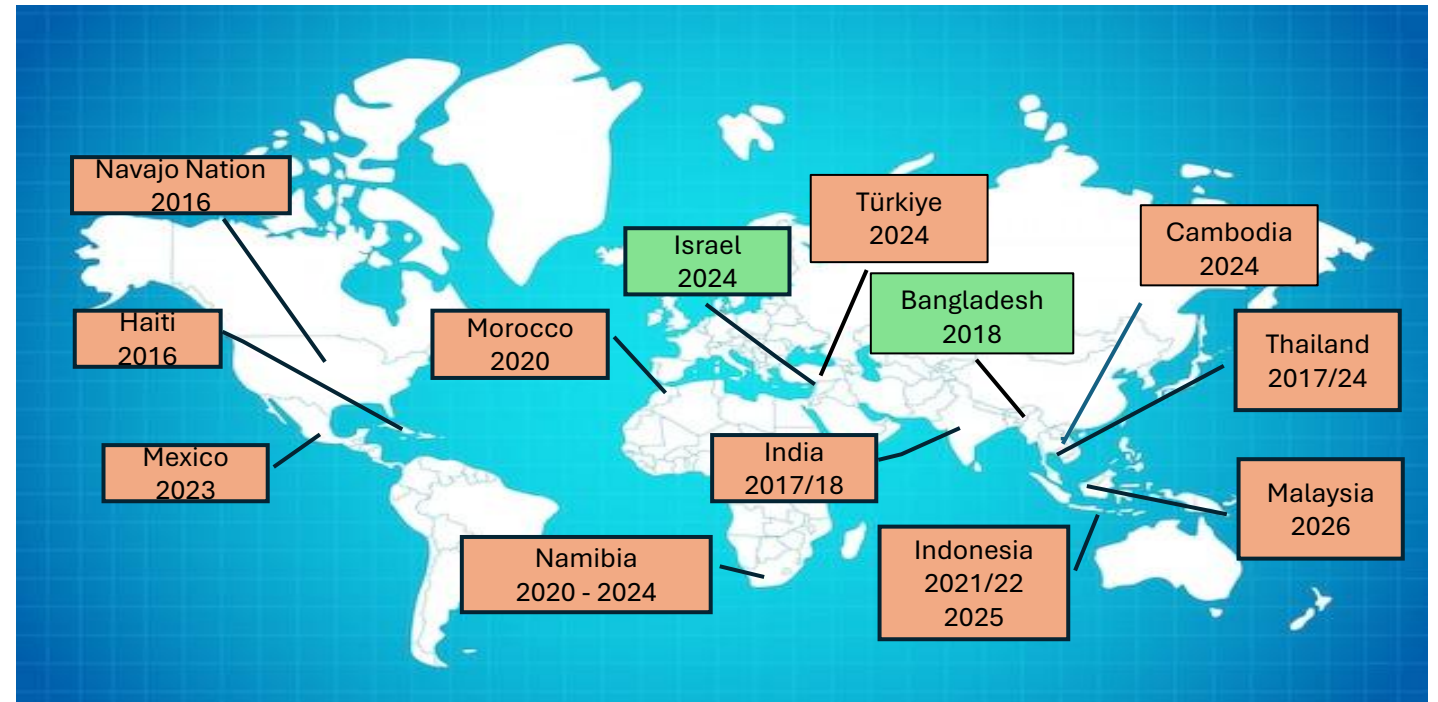 Navajo Nation
2016
Haiti
2016
Mexico
2023
Morocco
2020
Namibia
2020 - 2024
Israel
2024
Türkiye
2024
Bangladesh
2018
India
2017/18
Indonesia
2021/22
2025
Cambodia
2024
Thailand
2017/24
Malaysia
2026